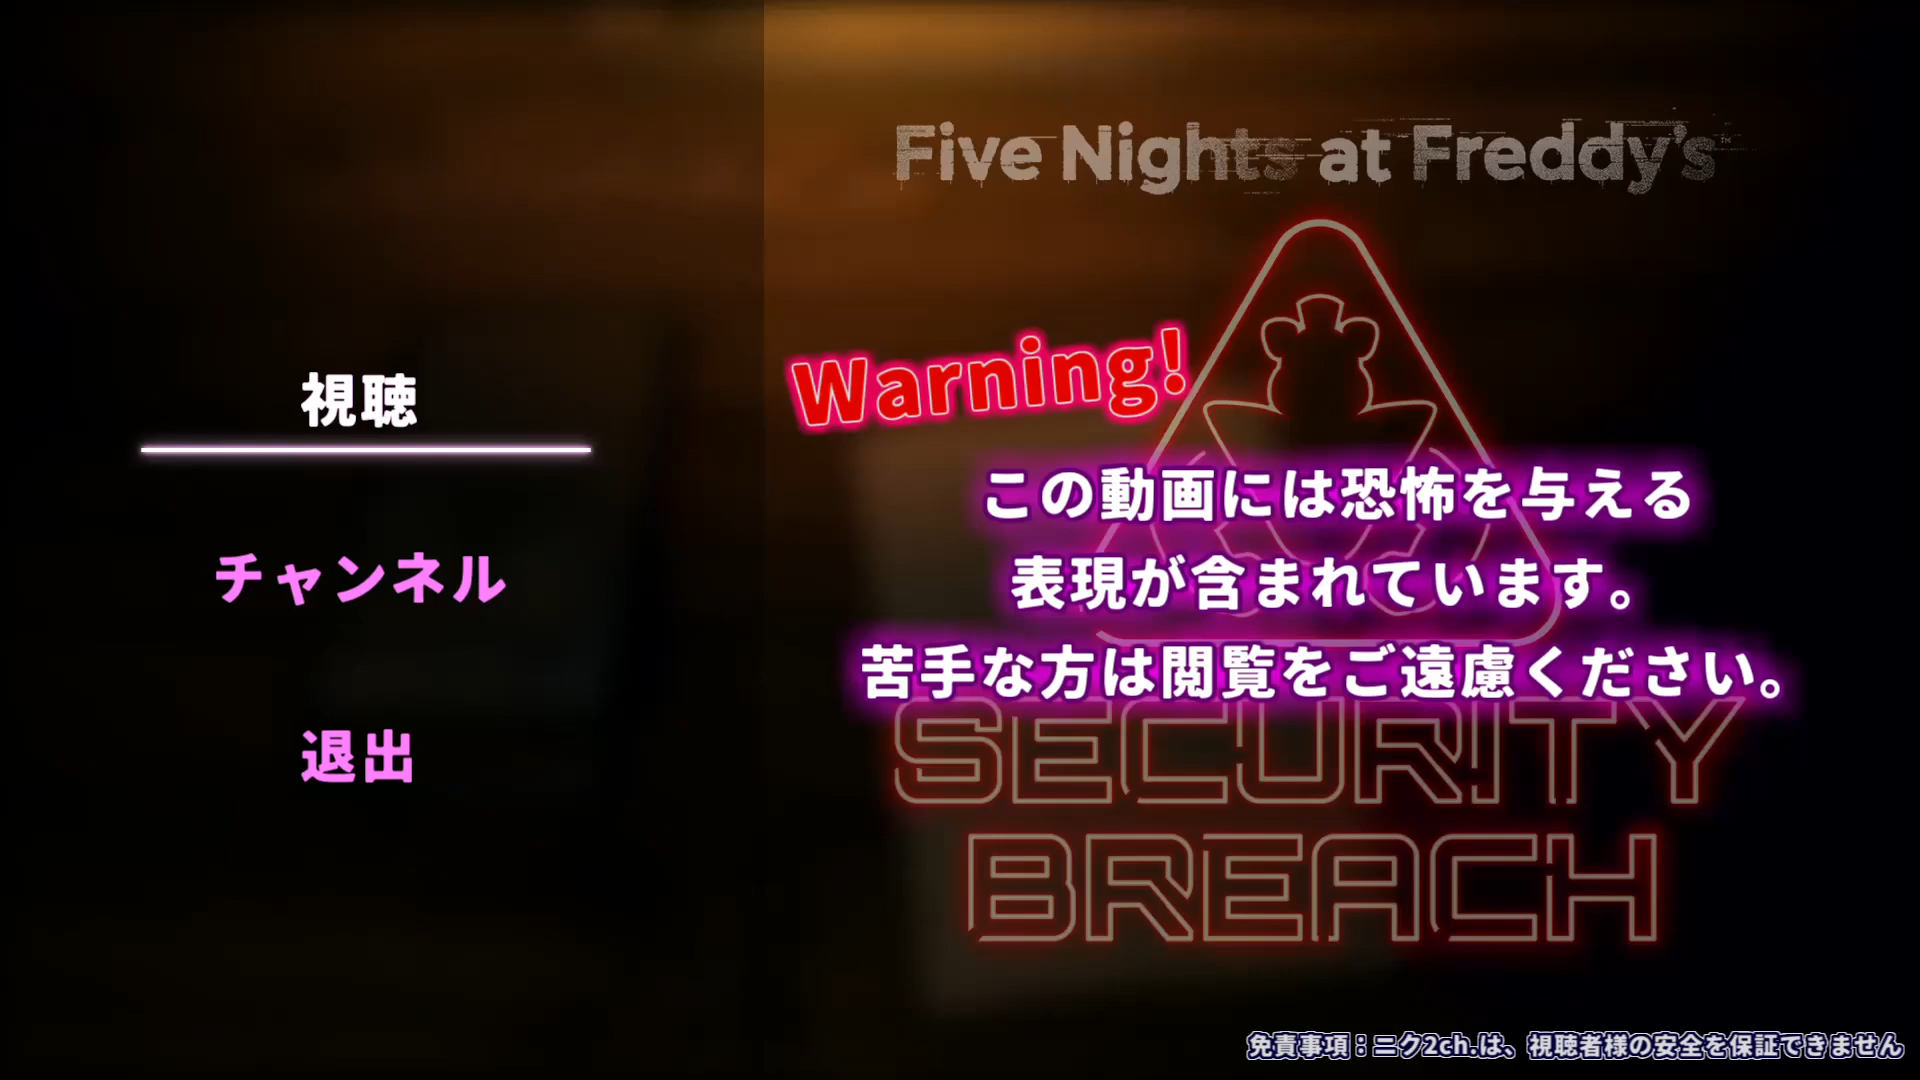 Five Nights at Freddy's™
視聴
Warning!
この動画には恐怖を与える
チャンネル
表現が含まれています。
苦手な方は閲覧をご遠慮ください。
退出
SECURITY
BREACH
免責事項：ニク2ch.は、視聴者様の安全を保証できません